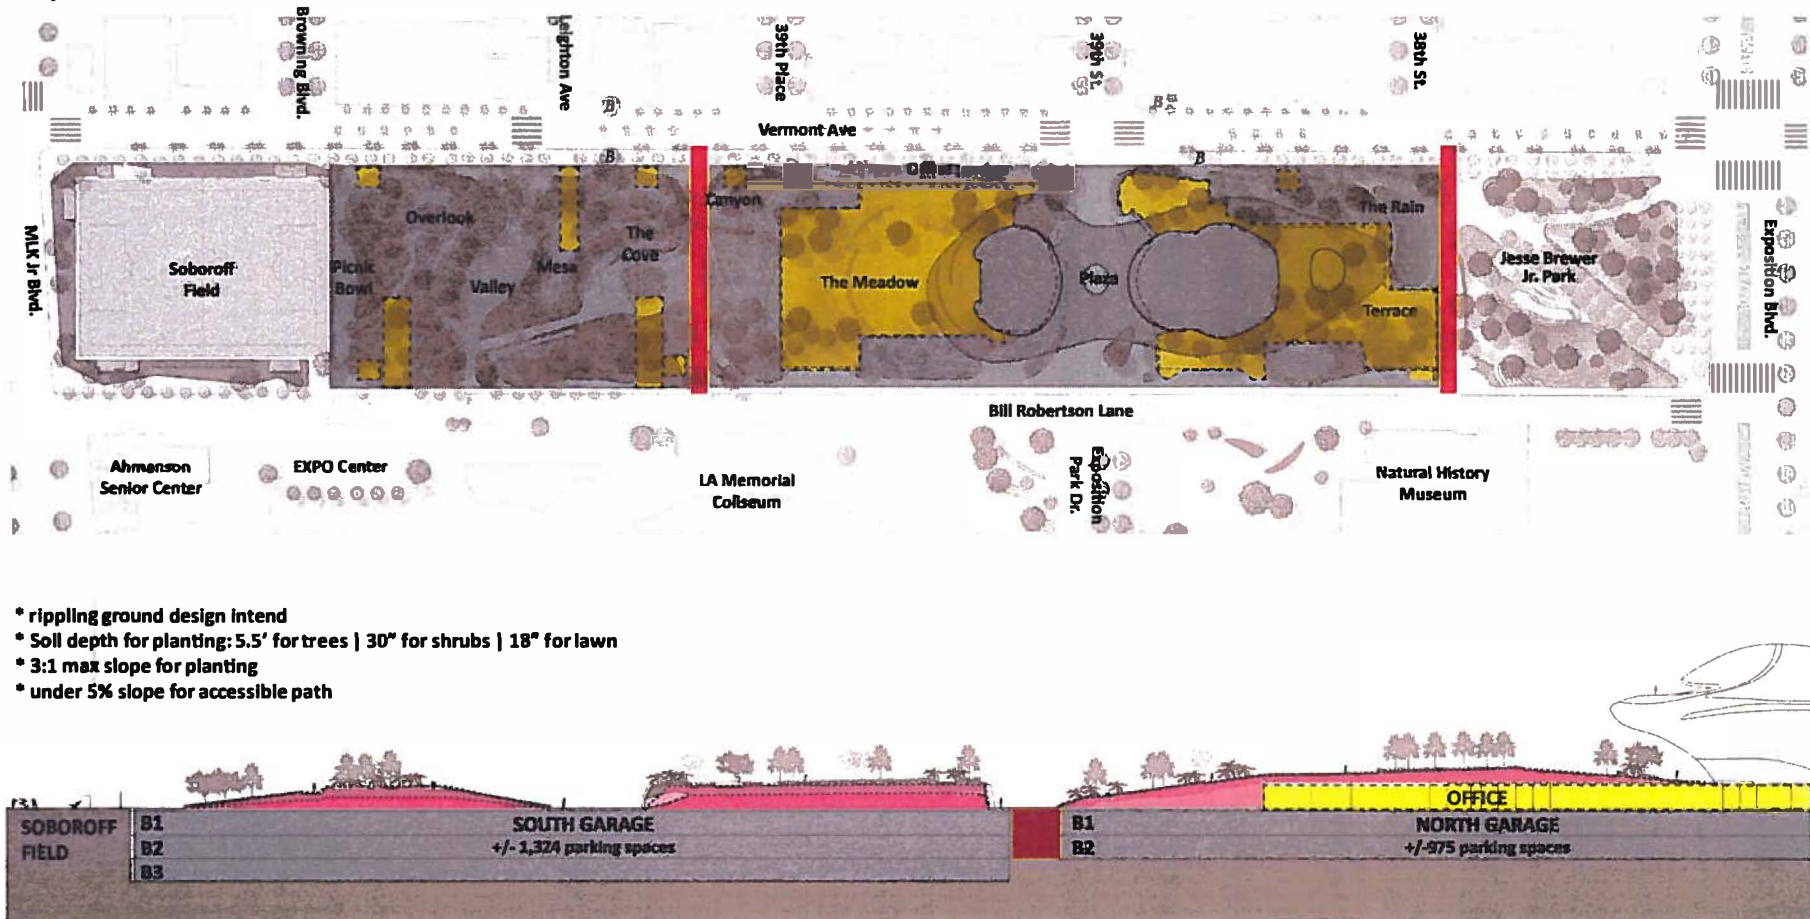 Browning Blvd.
Leighton Ave
39th Place
39th St.
38th St.
B
B
Vermont Ave
B
B
MLK Jr Blvd.
Soboroff
Field
Overlook
Picnic
Bowl
Valley
Mesa
The
Cove
Canyon
The Meadow
Plaza
The Rain
Terrace
Jesse Brewer
Jr. Park
Exposition Blvd.
Bill Robertson Lane
Ahmanson
Senior Center
EXPO Center
LA Memorial
Coliseum
Exposition
Park Dr.
Natural History
Museum
* rippling ground design intend
* Soil depth for planting: 5.5' for trees | 30" for shrubs | 18" for lawn
* 3:1 max slope for planting
* under 5% slope for accessible path
OFFICE
SOBOROFF
FIELD
B1
B2
B3
SOUTH GARAGE
+/- 1,324 parking spaces
B1
B2
NORTH GARAGE
+/-975 parking spaces